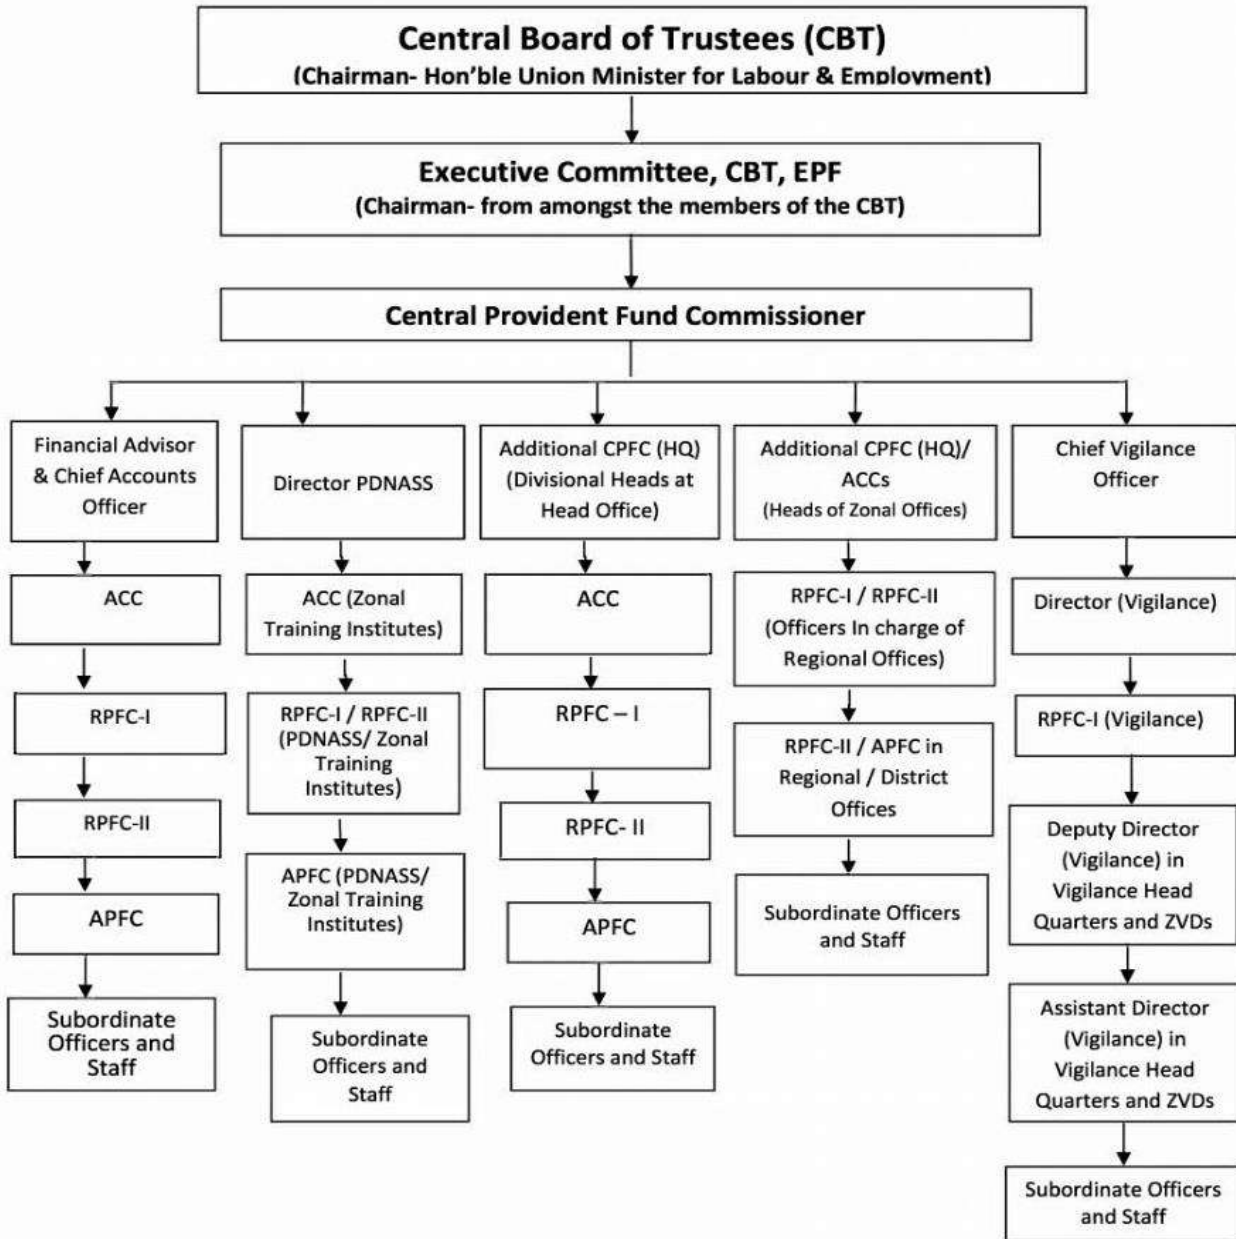 Central Board of Trustees (CBT)
(Chairman- Hon'ble Union Minister for Labour & Employment)
Executive Committee, CBT, EPF
(Chairman- from amongst the members of the CBT)
Central Provident Fund Commissioner
Financial Advisor
& Chief Accounts
Officer
ACC
RPFC-I
RPFC-II
APFC
Subordinate
Officers and
Staff
Director PDNASS
ACC (Zonal
Training Institutes)
RPFC-I / RPFC-II
(PDNASS/ Zonal
Training
Institutes)
APFC (PDNASS/
Zonal Training
Institutes)
Subordinate
Officers and
Staff
Additional CPFC (HQ)
(Divisional Heads at
Head Office)
ACC
RPFC – I
RPFC- II
APFC
Subordinate
Officers and Staff
Additional CPFC (HQ)/
ACCs
(Heads of Zonal Offices)
RPFC-I / RPFC-II
(Officers In charge of
Regional Offices)
RPFC-II / APFC in
Regional / District
Offices
Subordinate Officers
and Staff
Chief Vigilance
Officer
Director (Vigilance)
RPFC-I (Vigilance)
Deputy Director
(Vigilance) in
Vigilance Head
Quarters and ZVDs
Assistant Director
(Vigilance) in
Vigilance Head
Quarters and ZVDs
Subordinate Officers
and Staff